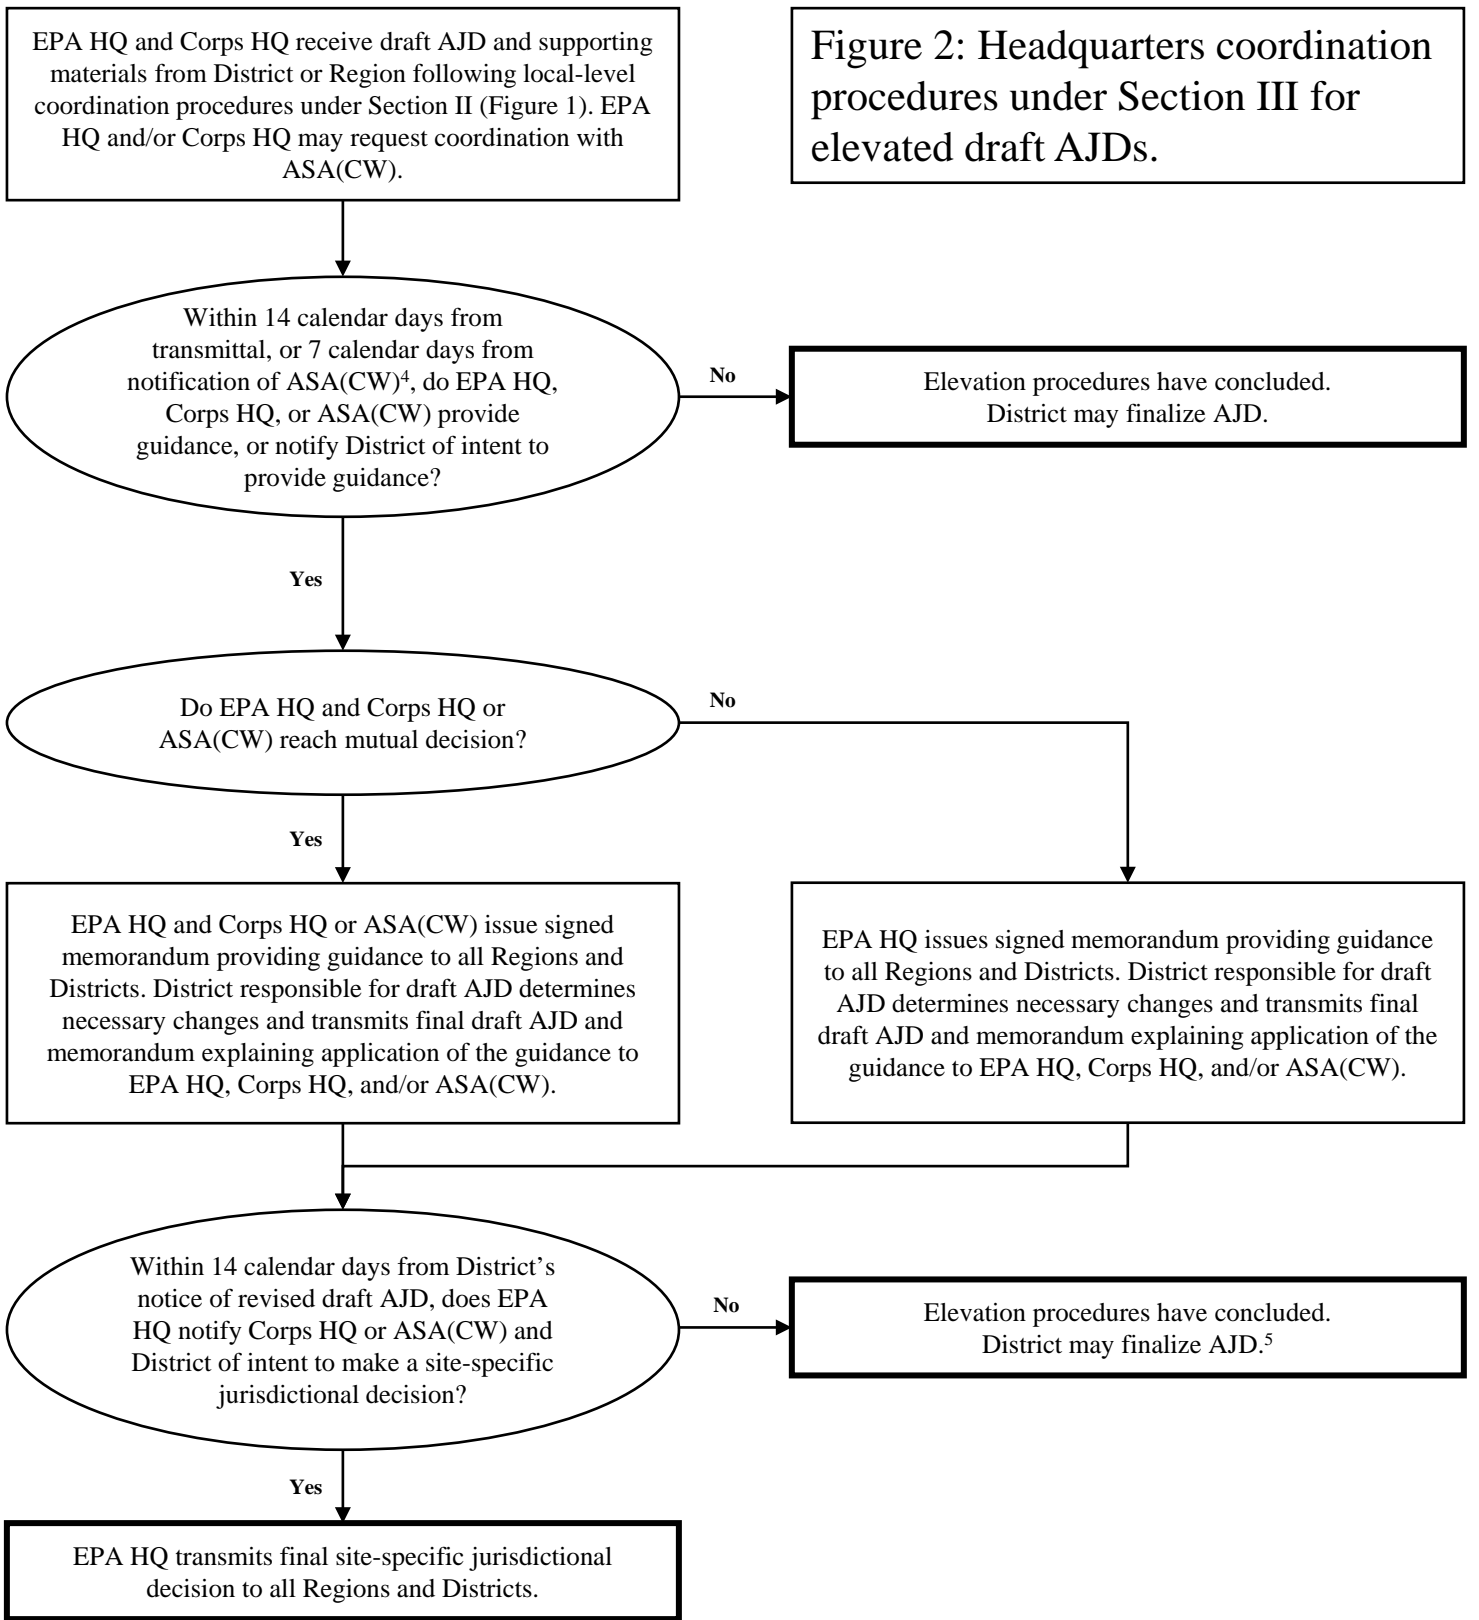 EPA HQ and Corps HQ receive draft AJD and supporting
materials from District or Region following local-level
coordination procedures under Section II (Figure 1). EPA
HQ and/or Corps HQ may request coordination with
ASA(CW).
Figure 2: Headquarters coordination
procedures under Section III for
elevated draft AJDs.
Within 14 calendar days from
transmittal, or 7 calendar days from
notification of ASA(CW)⁴, do EPA HQ,
Corps HQ, or ASA(CW) provide
guidance, or notify District of intent to
provide guidance?
No
Elevation procedures have concluded.
District may finalize AJD.
Yes
Do EPA HQ and Corps HQ or
ASA(CW) reach mutual decision?
No
Yes
EPA HQ and Corps HQ or ASA(CW) issue signed
memorandum providing guidance to all Regions and
Districts. District responsible for draft AJD determines
necessary changes and transmits final draft AJD and
memorandum explaining application of the guidance to
EPA HQ, Corps HQ, and/or ASA(CW).
EPA HQ issues signed memorandum providing guidance
to all Regions and Districts. District responsible for draft
AJD determines necessary changes and transmits final
draft AJD and memorandum explaining application of the
guidance to EPA HQ, Corps HQ, and/or ASA(CW).
Within 14 calendar days from District’s
notice of revised draft AJD, does EPA
HQ notify Corps HQ or ASA(CW) and
District of intent to make a site-specific
jurisdictional decision?
No
Elevation procedures have concluded.
District may finalize AJD.⁵
Yes
EPA HQ transmits final site-specific jurisdictional
decision to all Regions and Districts.